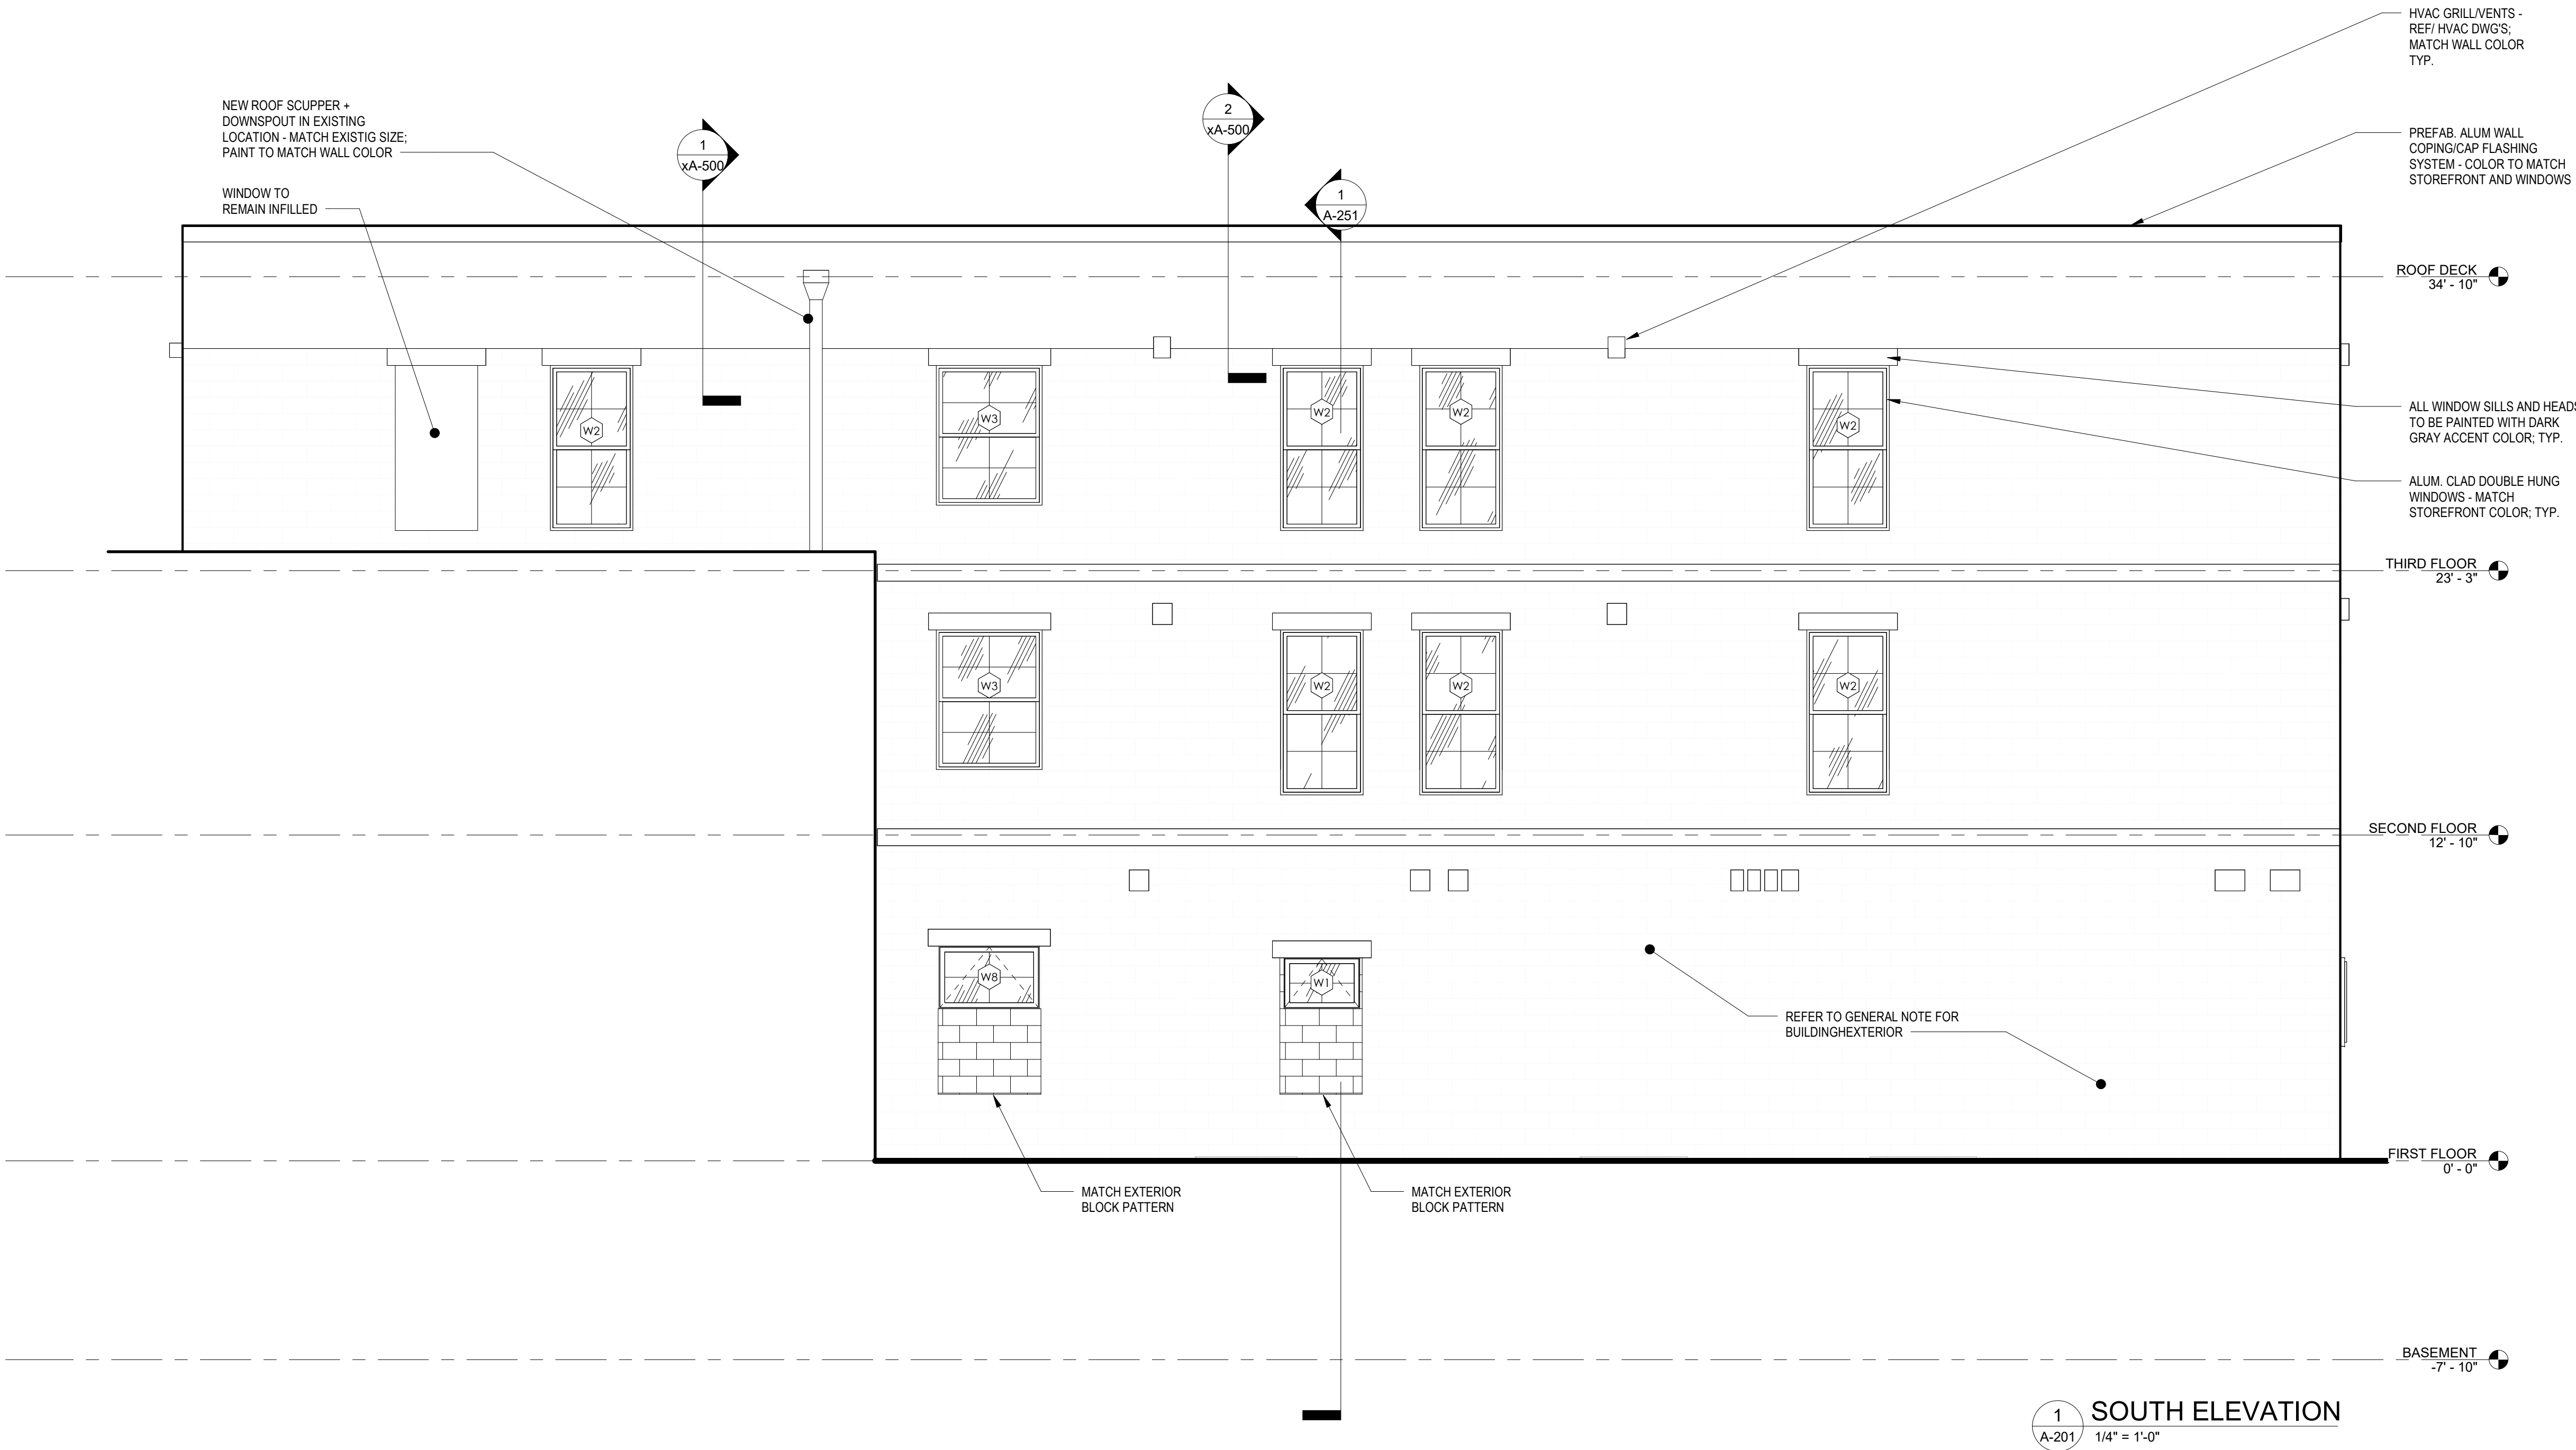 HVAC GRILL/VENTS -
REF/ HVAC DWG'S;
MATCH WALL COLOR
TYP.
NEW ROOF SCUPPER +
DOWNSPOUT IN EXISTING
LOCATION - MATCH EXISTIG SIZE;
PAINT TO MATCH WALL COLOR
2
xA-500
1
xA-500
PREFAB. ALUM WALL
COPING/CAP FLASHING
SYSTEM - COLOR TO MATCH
STOREFRONT AND WINDOWS
WINDOW TO
REMAIN INFILLED
1
A-251
ROOF DECK
34' - 10"
W2
W3
W2
W2
W2
ALL WINDOW SILLS AND HEADS
TO BE PAINTED WITH DARK
GRAY ACCENT COLOR; TYP.
ALUM. CLAD DOUBLE HUNG
WINDOWS - MATCH
STOREFRONT COLOR; TYP.
THIRD FLOOR
23' - 3"
W3
W2
W2
W2
SECOND FLOOR
12' - 10"
W8
W1
REFER TO GENERAL NOTE FOR
BUILDINGHEXTERIOR
FIRST FLOOR
0' - 0"
MATCH EXTERIOR
BLOCK PATTERN
MATCH EXTERIOR
BLOCK PATTERN
BASEMENT
-7' - 10"
1
A-201
SOUTH ELEVATION
1/4" = 1'-0"